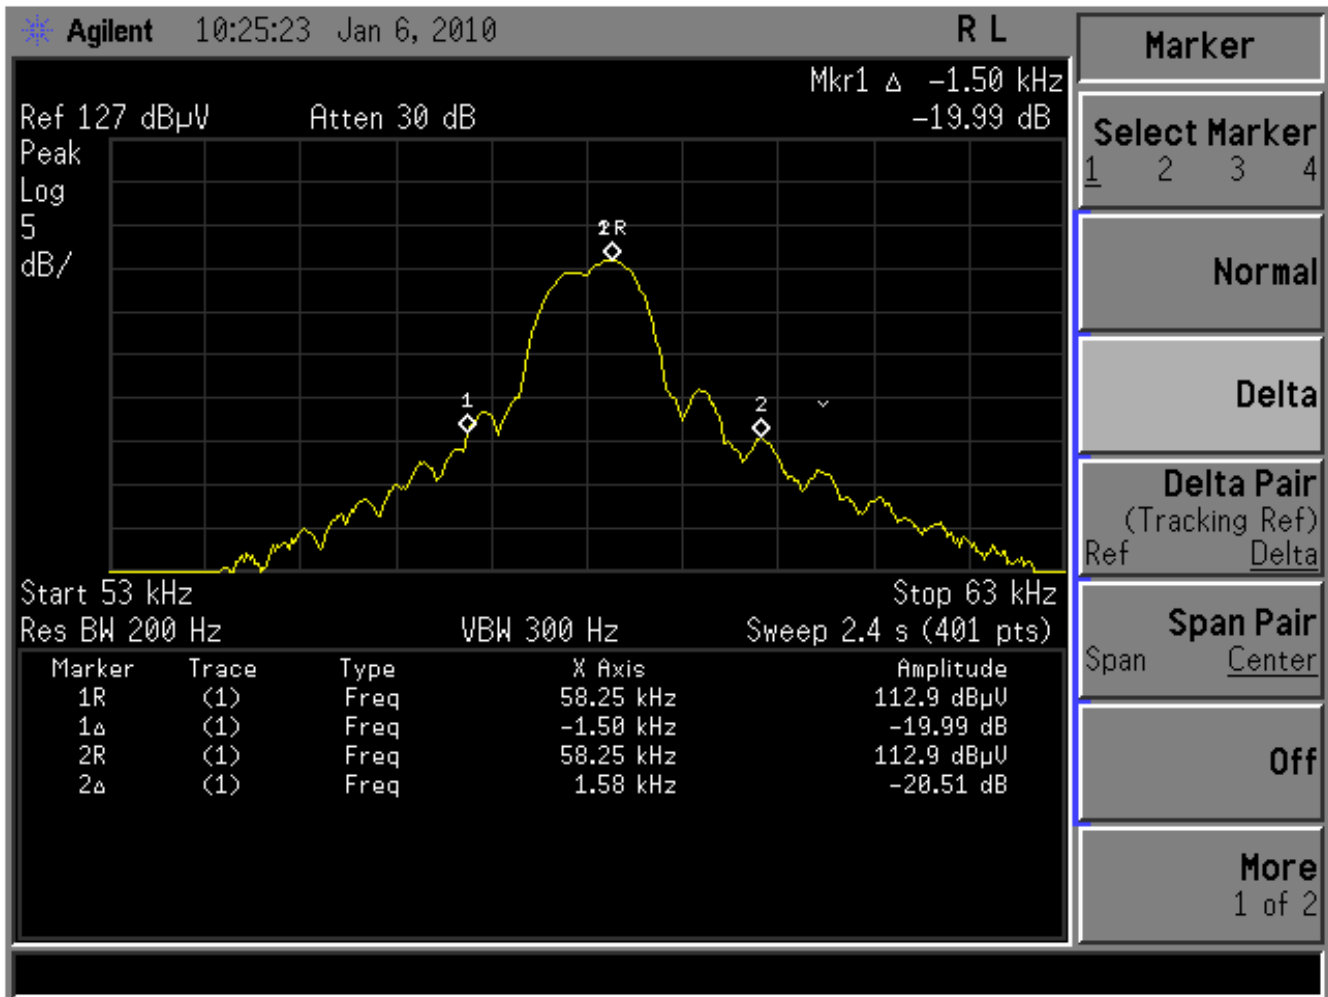 Agilent 10:25:23 Jan 6, 2010 R L
Mkr1 Δ -1.50 kHz
Ref 127 dBµV Atten 30 dB -19.99 dB
Peak
Log
5
dB/
1R
1
2
Start 53 kHz Stop 63 kHz
Res BW 200 Hz VBW 300 Hz Sweep 2.4 s (401 pts)
Marker Trace Type X Axis Amplitude
1R (1) Freq 58.25 kHz 112.9 dBµV
1Δ (1) Freq -1.50 kHz -19.99 dB
2R (1) Freq 58.25 kHz 112.9 dBµV
2Δ (1) Freq 1.58 kHz -20.51 dB
Marker
Select Marker
1 2 3 4
Normal
Delta
Delta Pair
(Tracking Ref)
Ref Delta
Span Pair
Span Center
Off
More
1 of 2